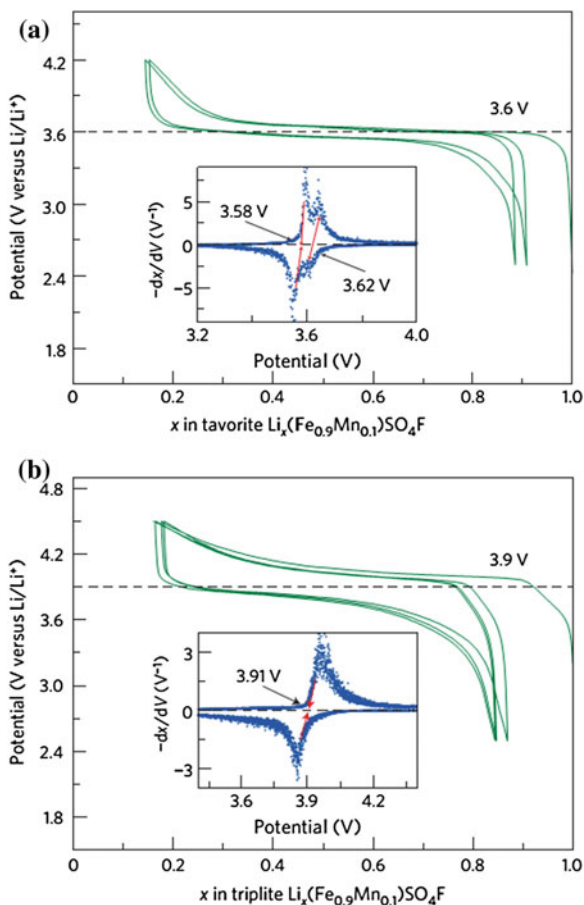 (a)
4.2
3.6
3.0
2.4
1.8
Potential (V versus Li/Li⁺)
3.6 V
5
0
−5
−dx/dV (V⁻¹)
3.58 V
3.62 V
3.2 3.6 4.0
Potential (V)
0 0.2 0.4 0.6 0.8 1.0
x in tavorite Liₓ(Fe₀.₉Mn₀.₁)SO₄F
(b)
4.8
4.2
3.6
3.0
2.4
1.8
Potential (V versus Li/Li⁺)
3.9 V
3
0
−3
−dx/dV (V⁻¹)
3.91 V
3.6 3.9 4.2
Potential (V)
0 0.2 0.4 0.6 0.8 1.0
x in triplite Liₓ(Fe₀.₉Mn₀.₁)SO₄F